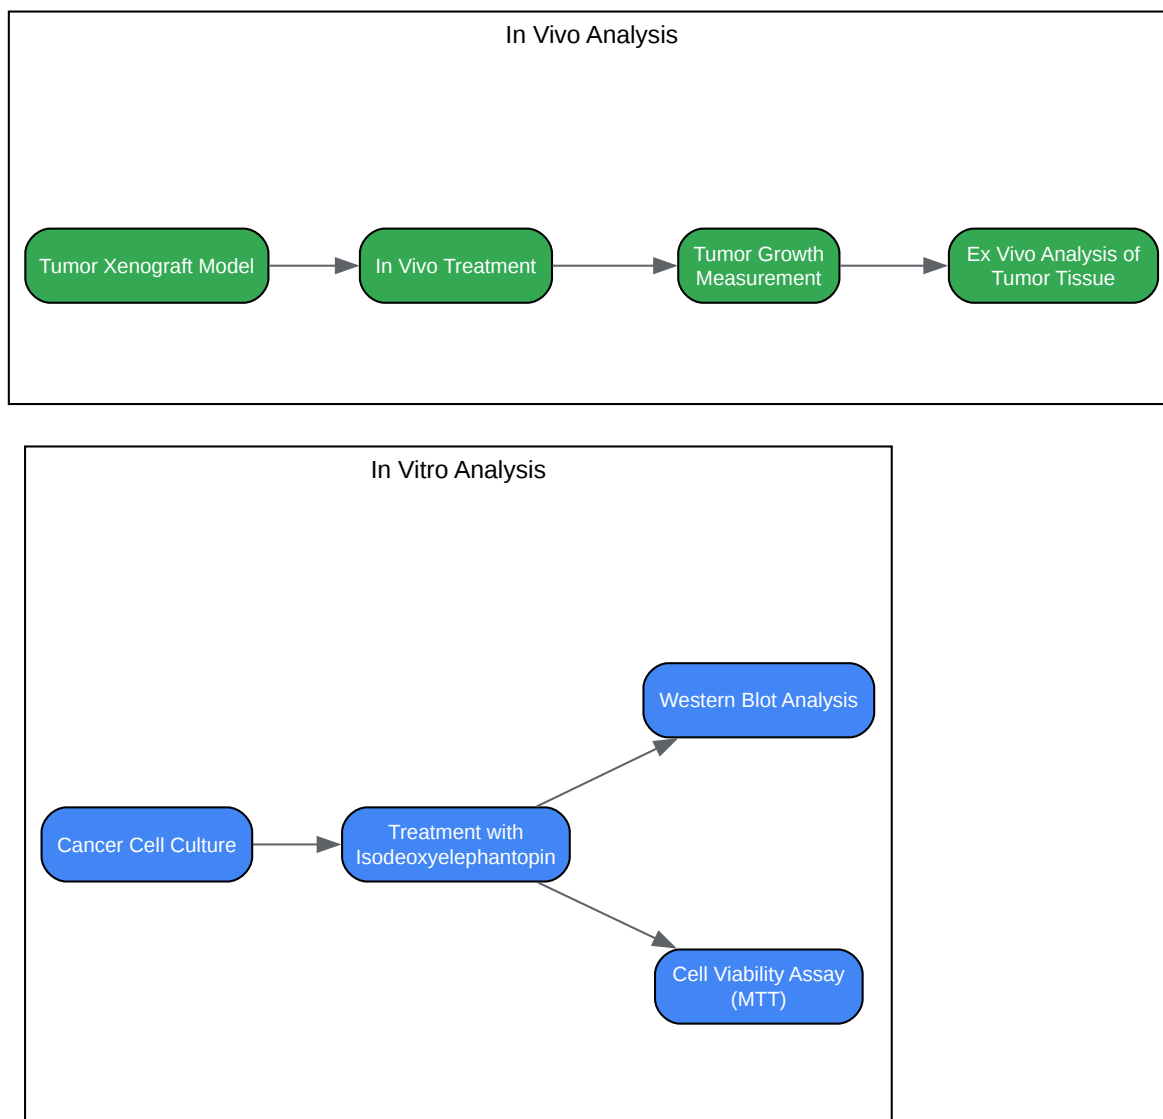 In Vivo Analysis
Tumor Xenograft Model
In Vivo Treatment
Tumor Growth
Measurement
Ex Vivo Analysis of
Tumor Tissue
In Vitro Analysis
Western Blot Analysis
Cancer Cell Culture
Treatment with
Isodeoxyelephantopin
Cell Viability Assay
(MTT)